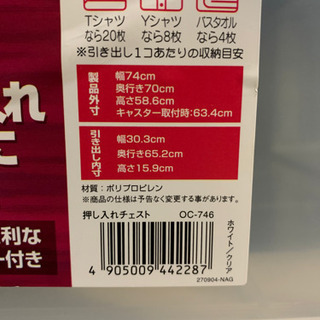 Tシャツ Yシャツ バスタオル
なら20枚 なら8枚 なら4枚
※引き出し1コあたりの収納目安
製品外寸
幅74cm
奥行き70cm
高さ58.6cm
キャスター取付時:63.4cm
引き出し内寸
幅30.3cm
奥行き65.2cm
高さ15.9cm
材質:ポリプロピレン
※商品の仕様は予告なく変更する事が有ります。
押し入れチェスト OC-746
ホワイト/クリア
4 905009 442287
270904-NAG
入れ
に
利な
ー付き